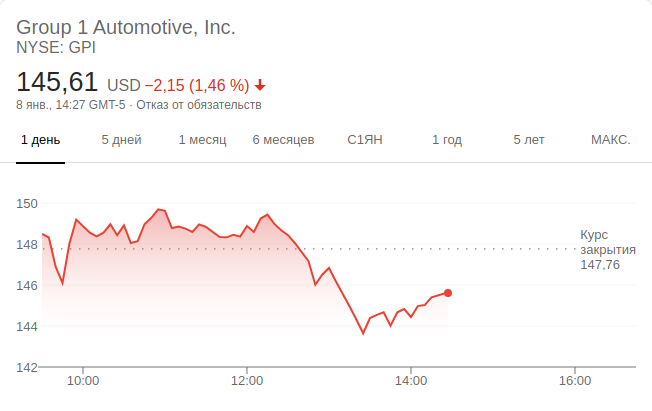 Group 1 Automotive, Inc.
NYSE: GPI
145,61 USD −2,15 (1,46 %)
8 янв., 14:27 GMT-5 · Отказ от обязательств
1 день 5 дней 1 месяц 6 месяцев С1ЯН 1 год 5 лет МАКС.
150
148
146
144
142
Курс
закрытия
147,76
10:00 12:00 14:00 16:00